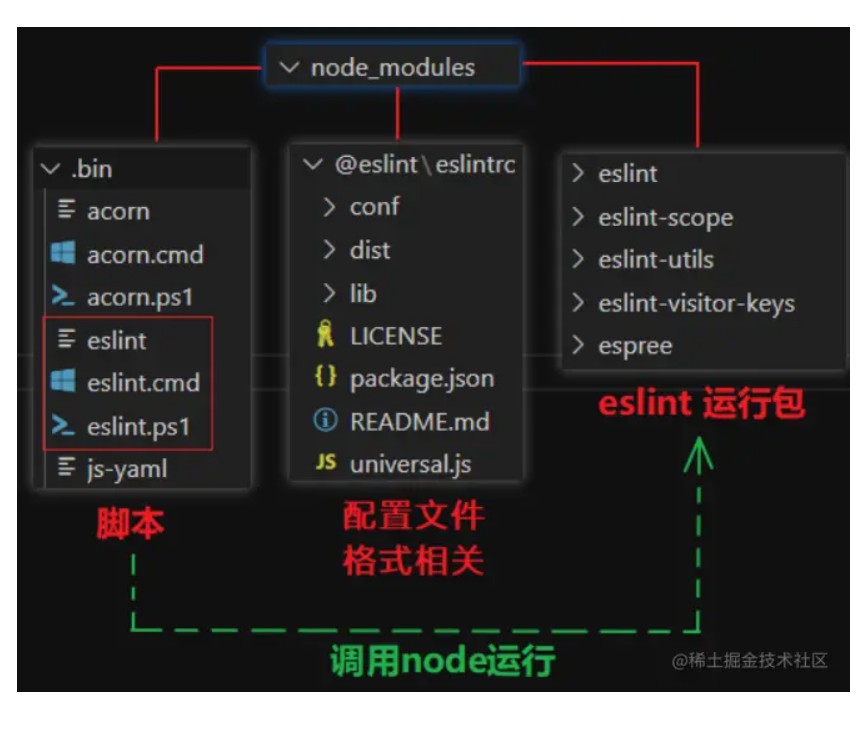 node_modules
.bin
acorn
acorn.cmd
acorn.ps1
eslint
eslint.cmd
eslint.ps1
js-yaml
脚本
@eslint\eslintrc
conf
dist
lib
LICENSE
{} package.json
README.md
JS universal.js
配置文件
格式相关
eslint
eslint-scope
eslint-utils
eslint-visitor-keys
espree
eslint 运行包
调用node运行
@稀土掘金技术社区